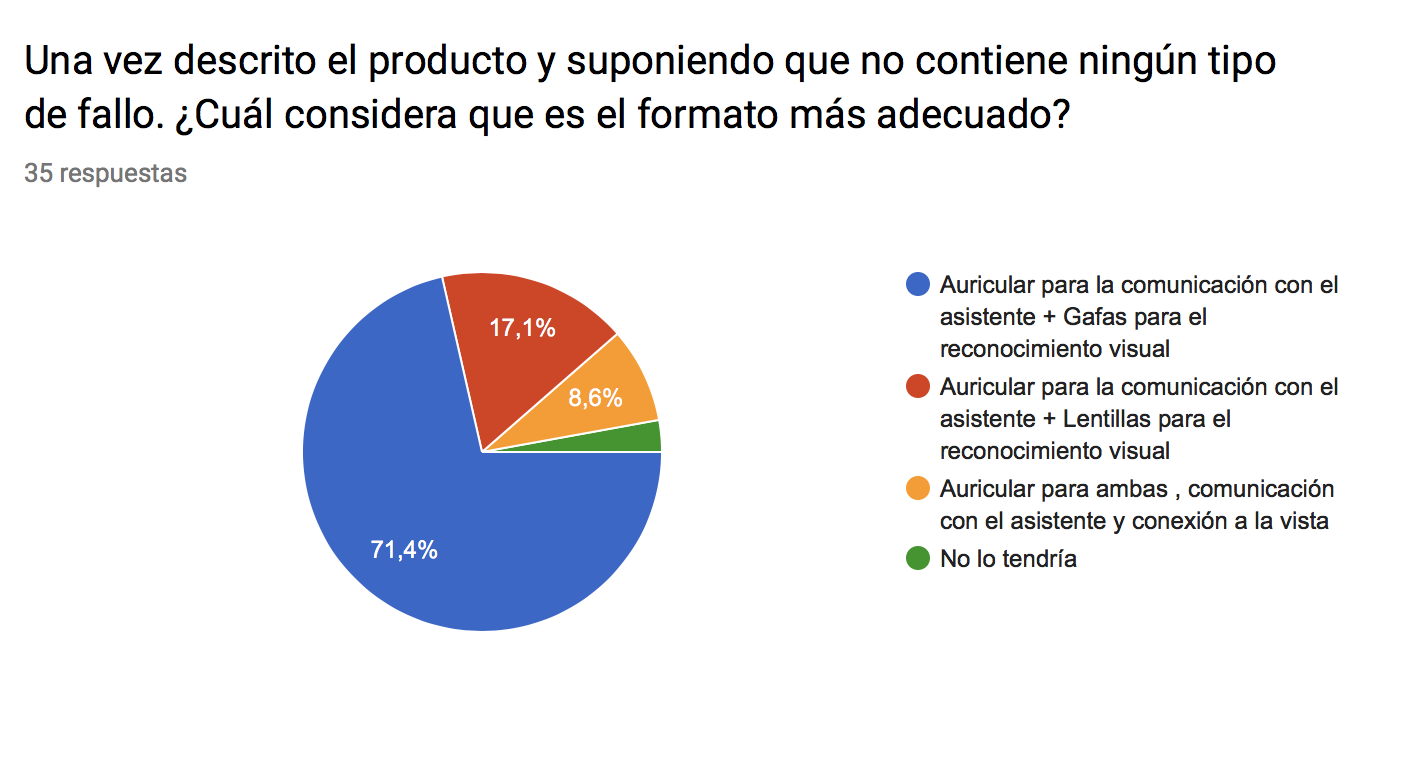 Una vez descrito el producto y suponiendo que no contiene ningún tipo
de fallo. ¿Cuál considera que es el formato más adecuado?
35 respuestas
17,1%
8,6%
71,4%
Auricular para la comunicación con el
asistente + Gafas para el
reconocimiento visual
Auricular para la comunicación con el
asistente + Lentillas para el
reconocimiento visual
Auricular para ambas , comunicación
con el asistente y conexión a la vista
No lo tendría